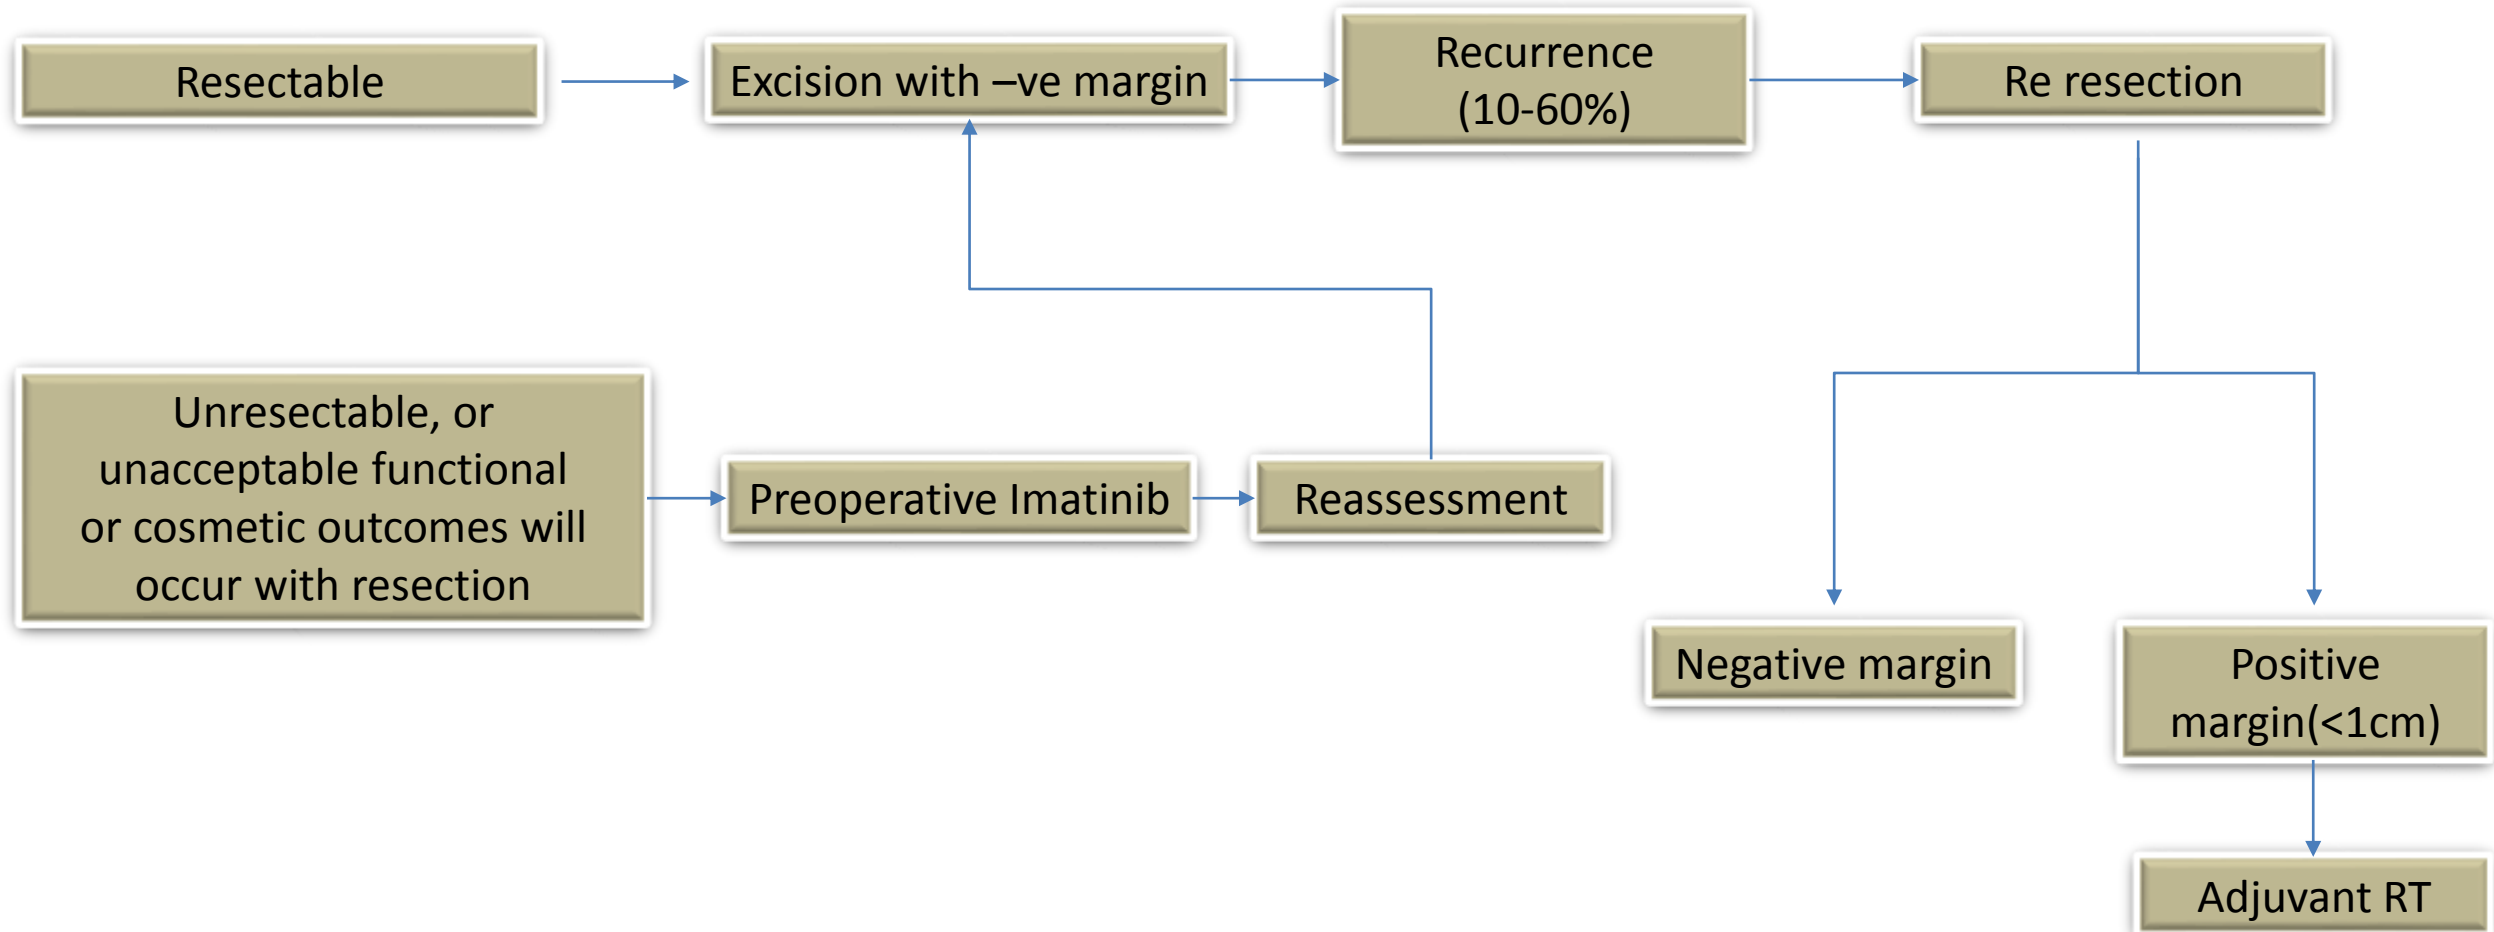 Resectable
Excision with –ve margin
Recurrence
(10-60%)
Re resection
Unresectable, or
unacceptable functional
or cosmetic outcomes will
occur with resection
Preoperative Imatinib
Reassessment
Negative margin
Positive
margin(<1cm)
Adjuvant RT